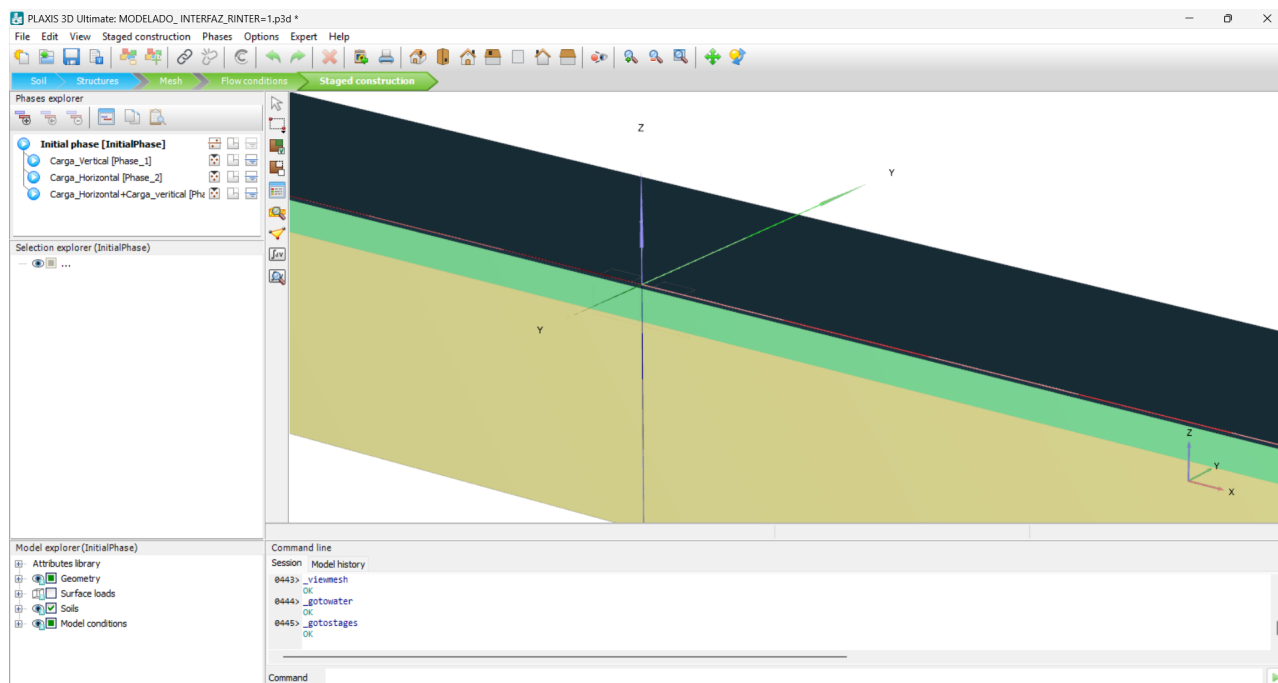 PLAXIS 3D Ultimate: MODELADO_ INTERFAZ_RINTER=1.p3d *
File Edit View Staged construction Phases Options Expert Help
Soil Structures Mesh Flow conditions Staged construction
Phases explorer
Initial phase [InitialPhase]
Carga_Vertical [Phase_1]
Carga_Horizontal [Phase_2]
Carga_Horizontal+Carga_veritical [Pha
Selection explorer (InitialPhase)
...
Z
Y
Y
Z
Y
X
Model explorer (InitialPhase)
Attributes library
Geometry
Surface loads
Soils
Model conditions
Command line
Session Model history
0443> _viewmesh
OK
0444> _gotowater
OK
0445> _gotostages
OK
Command